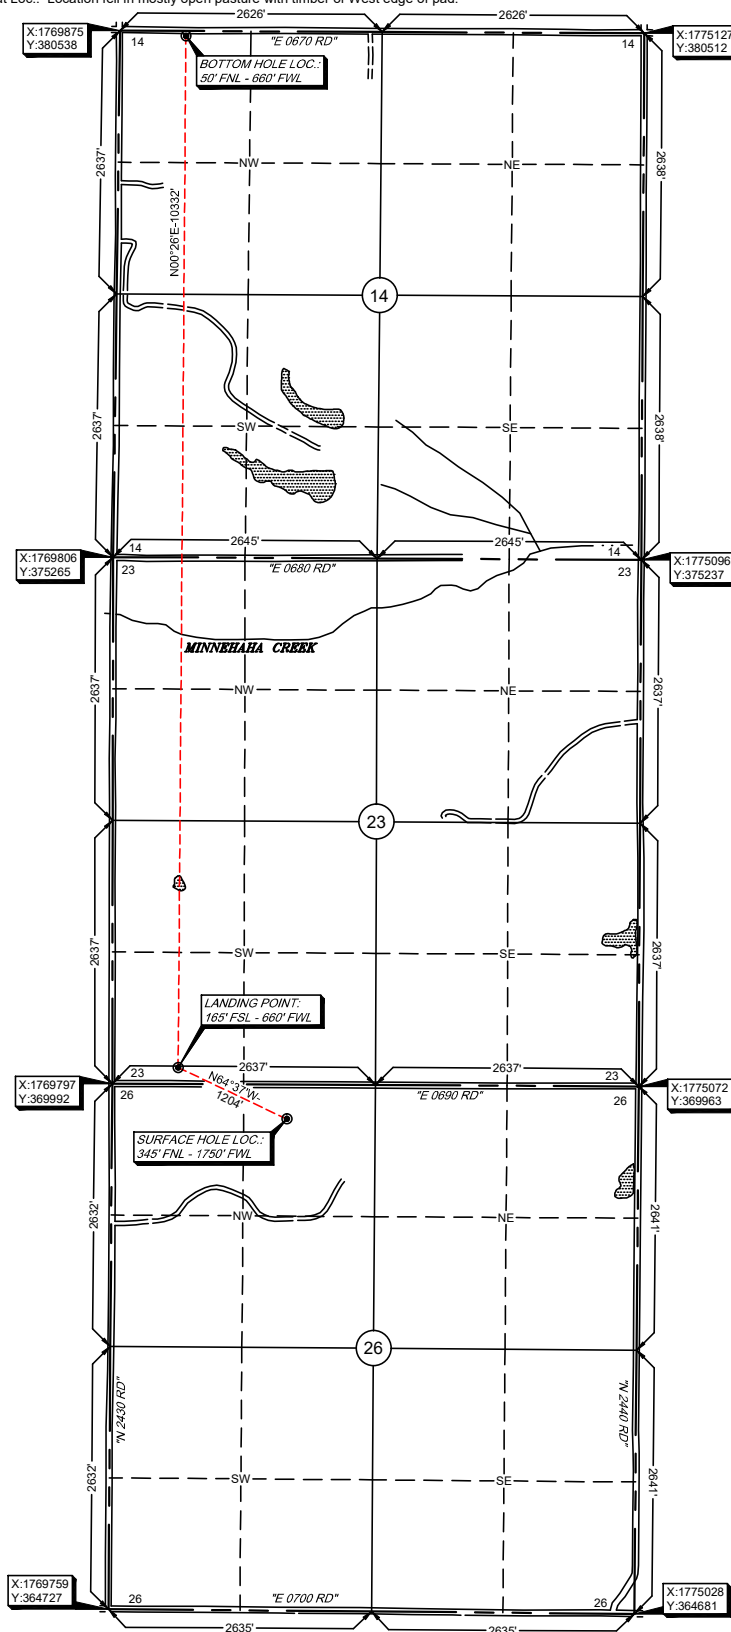 Location fell in mostly open pasture with timber of West edge of pad.
2626' 2626'
X:1769875
Y:380538
X:1775127
Y:380512
14 "E 0670 RD" 14
BOTTOM HOLE LOC.:
50' FNL - 660' FWL
2637' NW NE 2638'
N00°26'E-10332'
14
2637' SW SE 2638'
14 2645' 2645' 14
X:1769806
Y:375265
X:1775096
Y:375237
23 "E 0680 RD" 23
MINNEHAHA CREEK
2637' NW NE 2637'
23
2637' SW SE 2637'
LANDING POINT:
165' FSL - 660' FWL
23 2637' 2637' 23
X:1769797
Y:369992
X:1775072
Y:369963
N64°37'W-
1204'
26 "E 0690 RD" 26
SURFACE HOLE LOC.:
345' FNL - 1750' FWL
2632' NW NE 2641'
26
"N 2430 RD" "N 2440 RD"
2632' SW SE 2641'
X:1769759
Y:364727
X:1775028
Y:364681
26 "E 0700 RD" 26
2635' 2635'